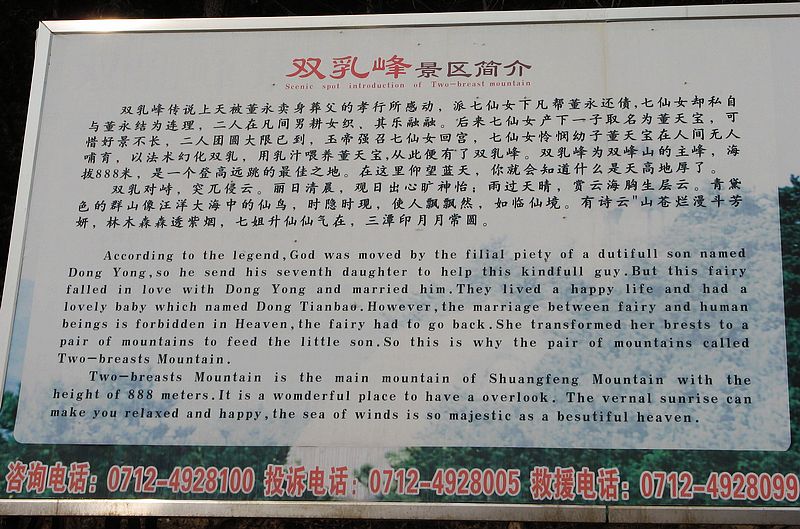 双乳峰景区简介
Scenic spot introduction of Two-breast mountain
双乳峰传说上天被董永卖身葬父的孝行所感动，派七仙女下凡帮董永还债,七仙女却私自
与董永结为连理，二人在凡间男耕女织，其乐融融。后来七仙女产下一子取名为董天宝，可
惜好景不长，二人团圆大限已到，玉帝强召七仙女回宫，七仙女怜悯幼子董天宝在人间无人
哺育，以法术幻化双乳，用乳汁喂养董天宝,从此便有了双乳峰。双乳峰为双峰山的主峰，海
拔888米，是一个登高远跳的最佳之地。在这里仰望蓝天，你就会知道什么是天高地厚了。
双乳对峙，突兀侵云。丽日清晨，观日出心旷神怡；雨过天晴，赏云海胸生层云。青黛
色的群山像汪洋大海中的仙鸟，时隐时现，使人飘飘然，如临仙境。有诗云"山苍烂漫斗芳
妍，林木森森透紫烟，七姐升仙仙气在，三潭印月月常圆。
According to the legend,God was moved by the filial piety of a dutifull son named
Dong Yong,so he send his seventh daughter to help this kindfull guy.But this fairy
falled in love with Dong Yong and married him.They lived a happy life and had a
lovely baby which named Dong Tianbao.However,the marriage between fairy and human
beings is forbidden in Heaven,the fairy had to go back.She transformed her brests to a
pair of mountains to feed the little son.So this is why the pair of mountains called
Two-breasts Mountain.
Two-breasts Mountain is the main mountain of Shuangfeng Mountain with the
height of 888 meters.It is a womderful place to have a overlook. The vernal sunrise can
make you relaxed and happy,the sea of winds is so majestic as a besutiful heaven.
咨询电话：0712-4928100 投诉电话：0712-4928005 救援电话：0712-4928099